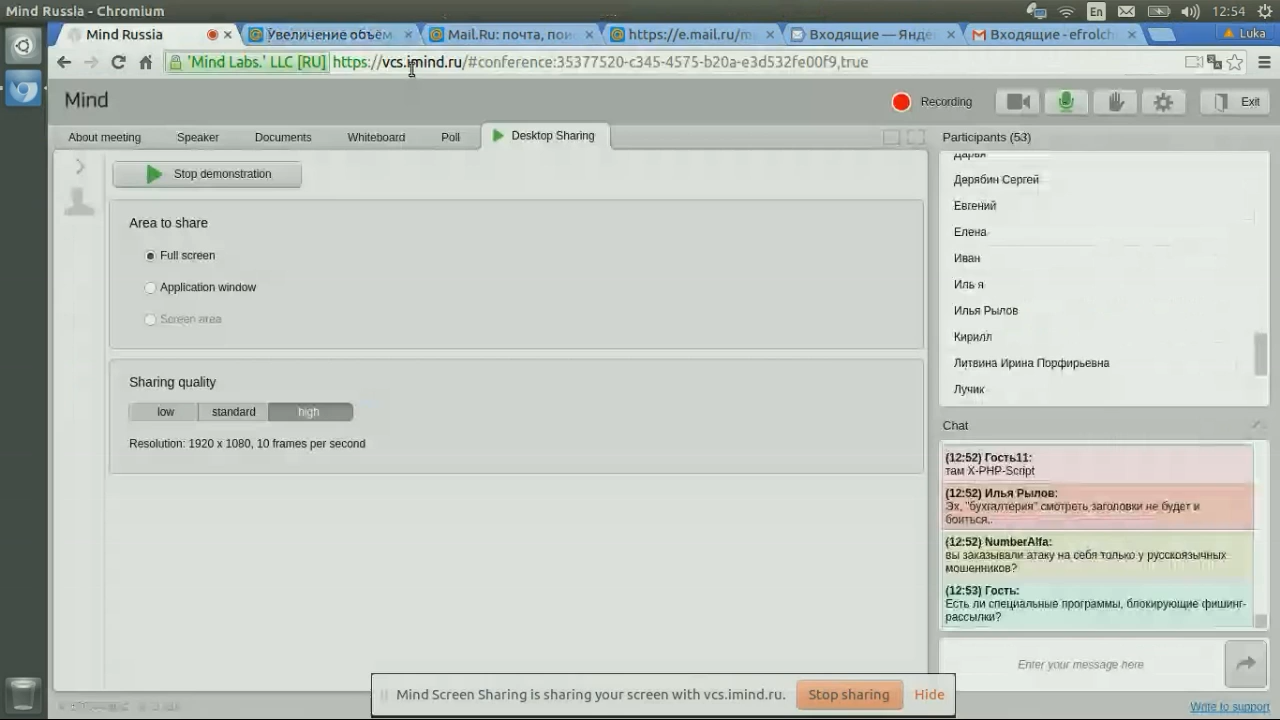 Mind Russia - Chromium
En
12:54
Mind Russia
Увеличение объём
Mail.Ru: почта, пои
https://e.mail.ru/m
Входящие — Янде
Входящие - efrolch
Luka
'Mind Labs.' LLC [RU]
https://vcs.imind.ru/#conference:35377520-c345-4575-b20a-e3d532fe00f9,true
Mind
Recording
Exit
About meeting
Speaker
Documents
Whiteboard
Poll
Desktop Sharing
Participants (53)
Stop demonstration
Area to share
Full screen
Application window
Screen area
Sharing quality
low
standard
high
Resolution: 1920 x 1080, 10 frames per second
Дарья
Дерябин Сергей
Евгений
Елена
Иван
Иль я
Илья Рылов
Кирилл
Литвина Ирина Порфирьевна
Лучик
Chat
(12:52) Гость11:
там X-PHP-Script
(12:52) Илья Рылов:
Эх, "бухгалтерия" смотреть заголовки не будет и
боиться..
(12:52) NumberAlfa:
вы заказывали атаку на себя только у русскоязычных
мошенников?
(12:53) Гость:
Есть ли специальные программы, блокирующие фишинг-
рассылки?
Enter your message here
Mind Screen Sharing is sharing your screen with vcs.imind.ru.
Stop sharing
Hide
Write to support